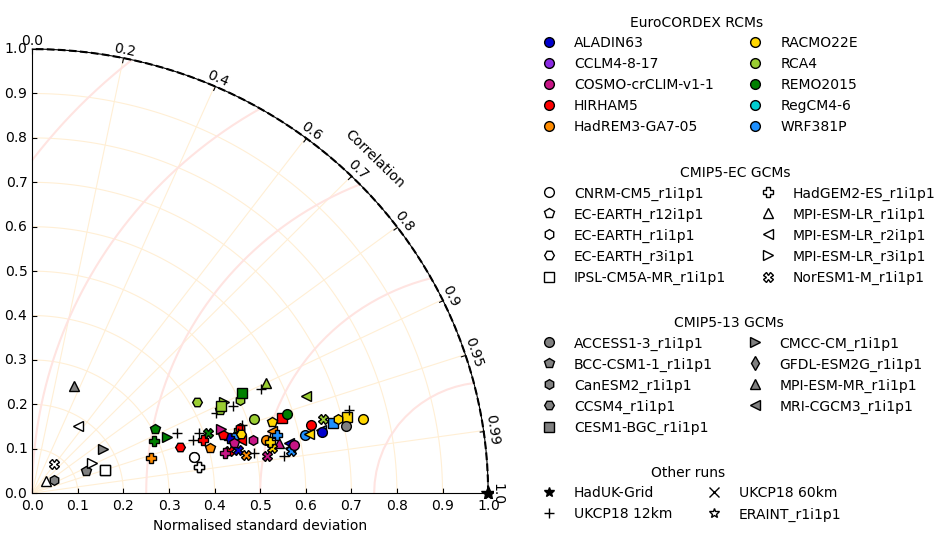 0.0
0.2
0.4
0.6
Correlation
0.7
0.8
0.9
0.95
0.99
1.0
1.0
0.9
0.8
0.7
0.6
0.5
0.4
0.3
0.2
0.1
0.0
0.0 0.1 0.2 0.3 0.4 0.5 0.6 0.7 0.8 0.9 1.0
Normalised standard deviation
EuroCORDEX RCMs
ALADIN63 RACMO22E
CCLM4-8-17 RCA4
COSMO-crCLIM-v1-1 REMO2015
HIRHAM5 RegCM4-6
HadREM3-GA7-05 WRF381P
CMIP5-EC GCMs
CNRM-CM5_r1i1p1 HadGEM2-ES_r1i1p1
EC-EARTH_r12i1p1 MPI-ESM-LR_r1i1p1
EC-EARTH_r1i1p1 MPI-ESM-LR_r2i1p1
EC-EARTH_r3i1p1 MPI-ESM-LR_r3i1p1
IPSL-CM5A-MR_r1i1p1 NorESM1-M_r1i1p1
CMIP5-13 GCMs
ACCESS1-3_r1i1p1 CMCC-CM_r1i1p1
BCC-CSM1-1_r1i1p1 GFDL-ESM2G_r1i1p1
CanESM2_r1i1p1 MPI-ESM-MR_r1i1p1
CCSM4_r1i1p1 MRI-CGCM3_r1i1p1
CESM1-BGC_r1i1p1
Other runs
HadUK-Grid UKCP18 60km
UKCP18 12km ERAINT_r1i1p1